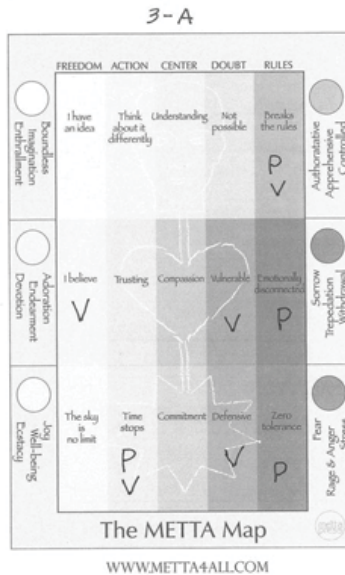 3-A
FREEDOM ACTION CENTER DOUBT RULES
Boundless
Imagination
Enthrallment
I have
an idea
Think
about it
differently
Understanding
Not
possible
Breaks
the rules
P
V
Authoratative
Apprehensive
Controlled
Adoration
Endearment
Devotion
I believe
V
Trusting
Compassion
Vulnerable
V
Emotionally
disconnected
P
Sorrow
Trepedation
Withdrawal
Joy
Well-being
Ecstacy
The sky
is no limit
Time
stops
P
V
Commitment
Defensive
V
Zero
tolerance
P
Fear
Rage & Anger
Stress
The METTA Map
WWW.METTA4ALL.COM